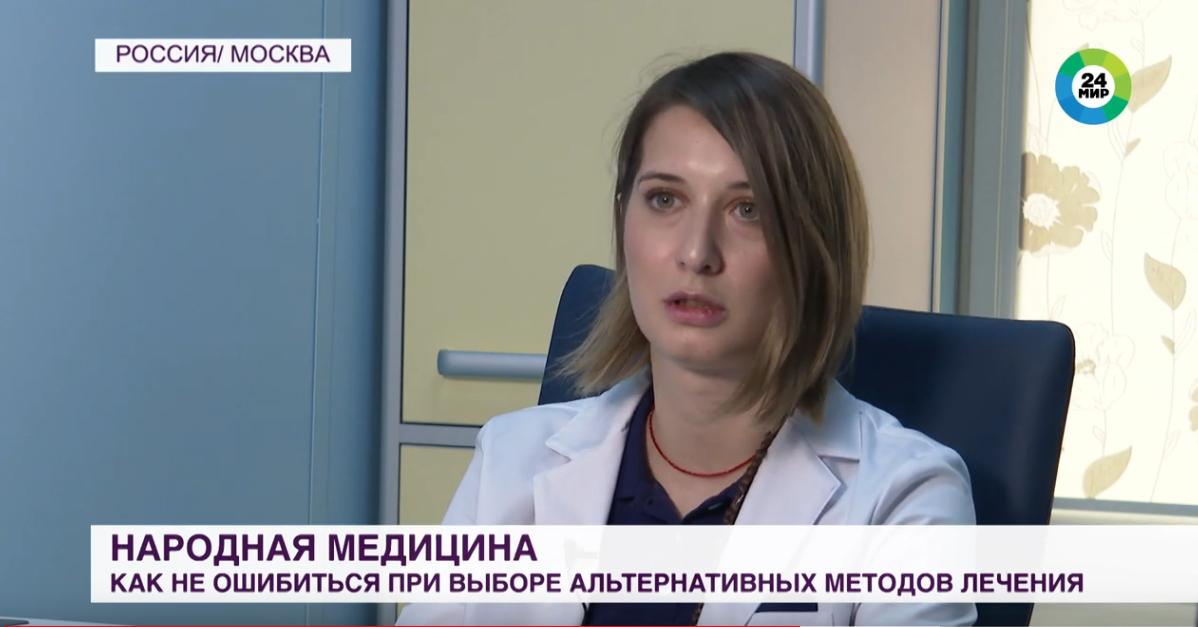 РОССИЯ/ МОСКВА
24
МИР
НАРОДНАЯ МЕДИЦИНА
КАК НЕ ОШИБИТЬСЯ ПРИ ВЫБОРЕ АЛЬТЕРНАТИВНЫХ МЕТОДОВ ЛЕЧЕНИЯ